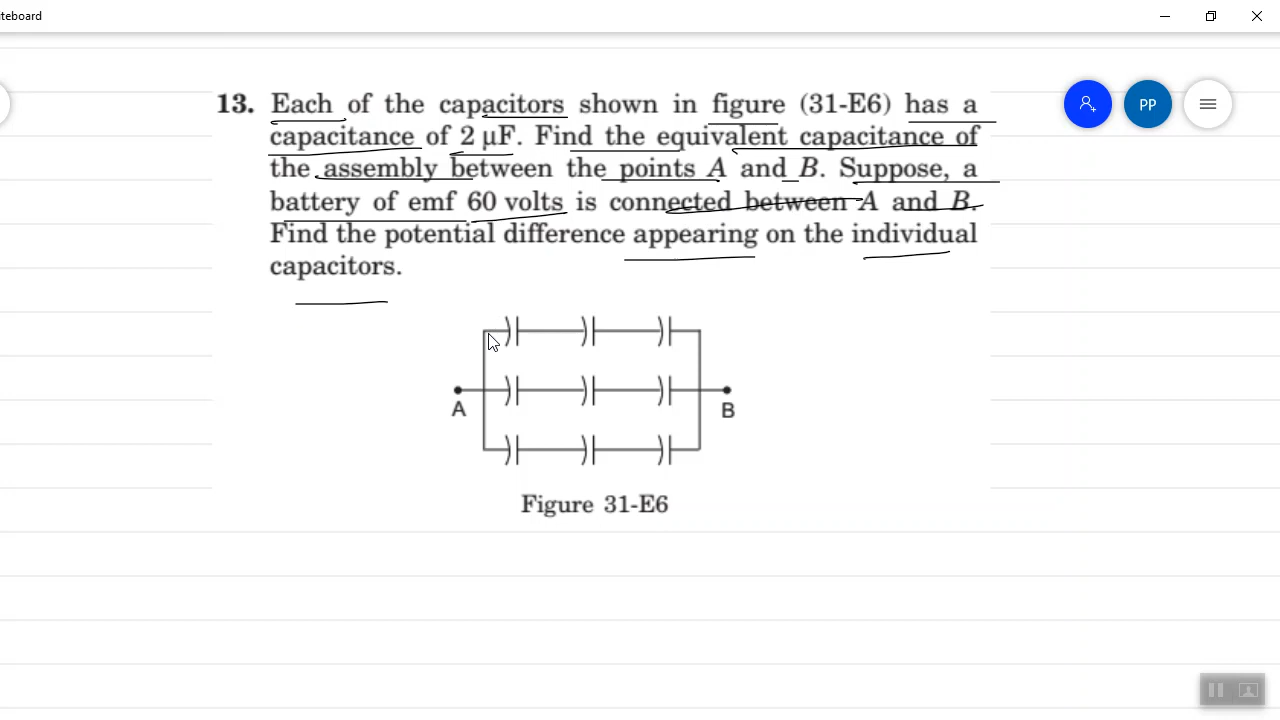 teboard
PP
13. Each of the capacitors shown in figure (31-E6) has a
capacitance of 2 μF. Find the equivalent capacitance of
the assembly between the points A and B. Suppose, a
battery of emf 60 volts is connected between A and B.
Find the potential difference appearing on the individual
capacitors.
A
B
Figure 31-E6